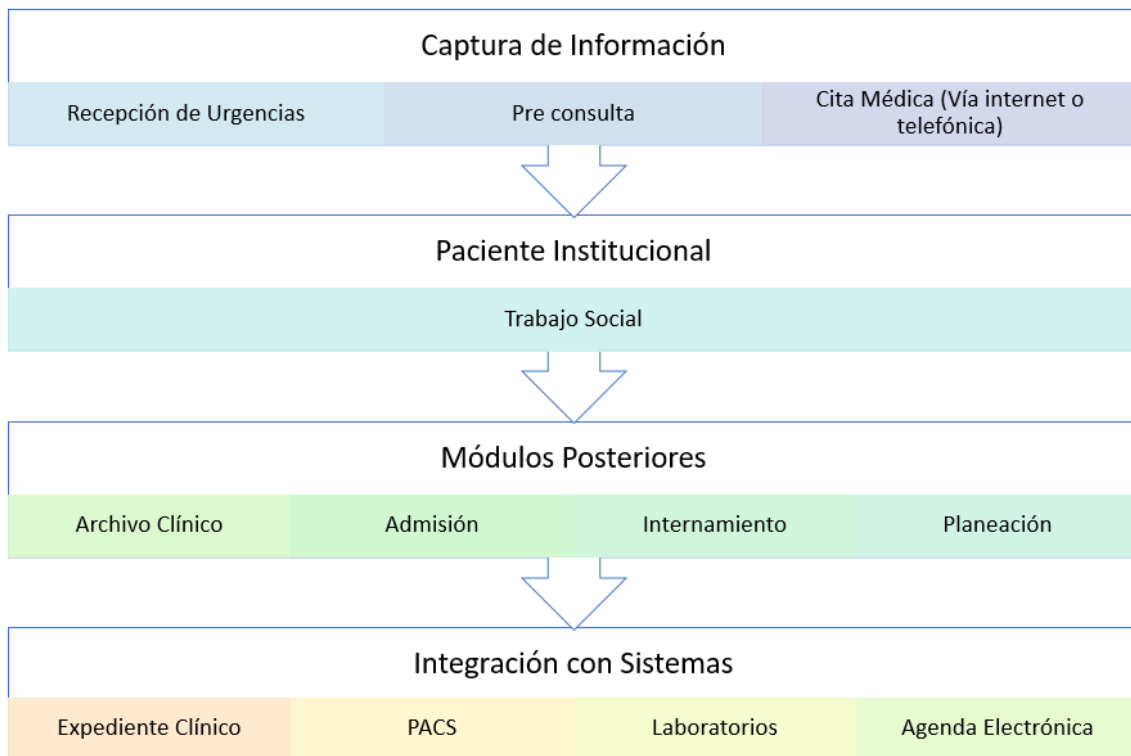 Captura de Información
Recepción de Urgencias
Pre consulta
Cita Médica (Vía internet o
telefónica)
Paciente Institucional
Trabajo Social
Módulos Posteriores
Archivo Clínico
Admisión
Internamiento
Planeación
Integración con Sistemas
Expediente Clínico
PACS
Laboratorios
Agenda Electrónica